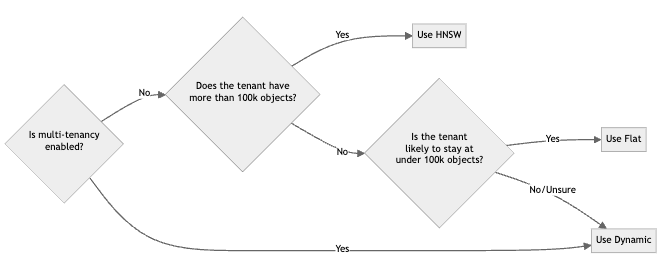 Is multi-tenancy
enabled?
No
Does the tenant have
more than 100k objects?
Yes
Use HNSW
No
Is the tenant
likely to stay at
under 100k objects?
Yes
Use Flat
No/Unsure
Yes
Use Dynamic